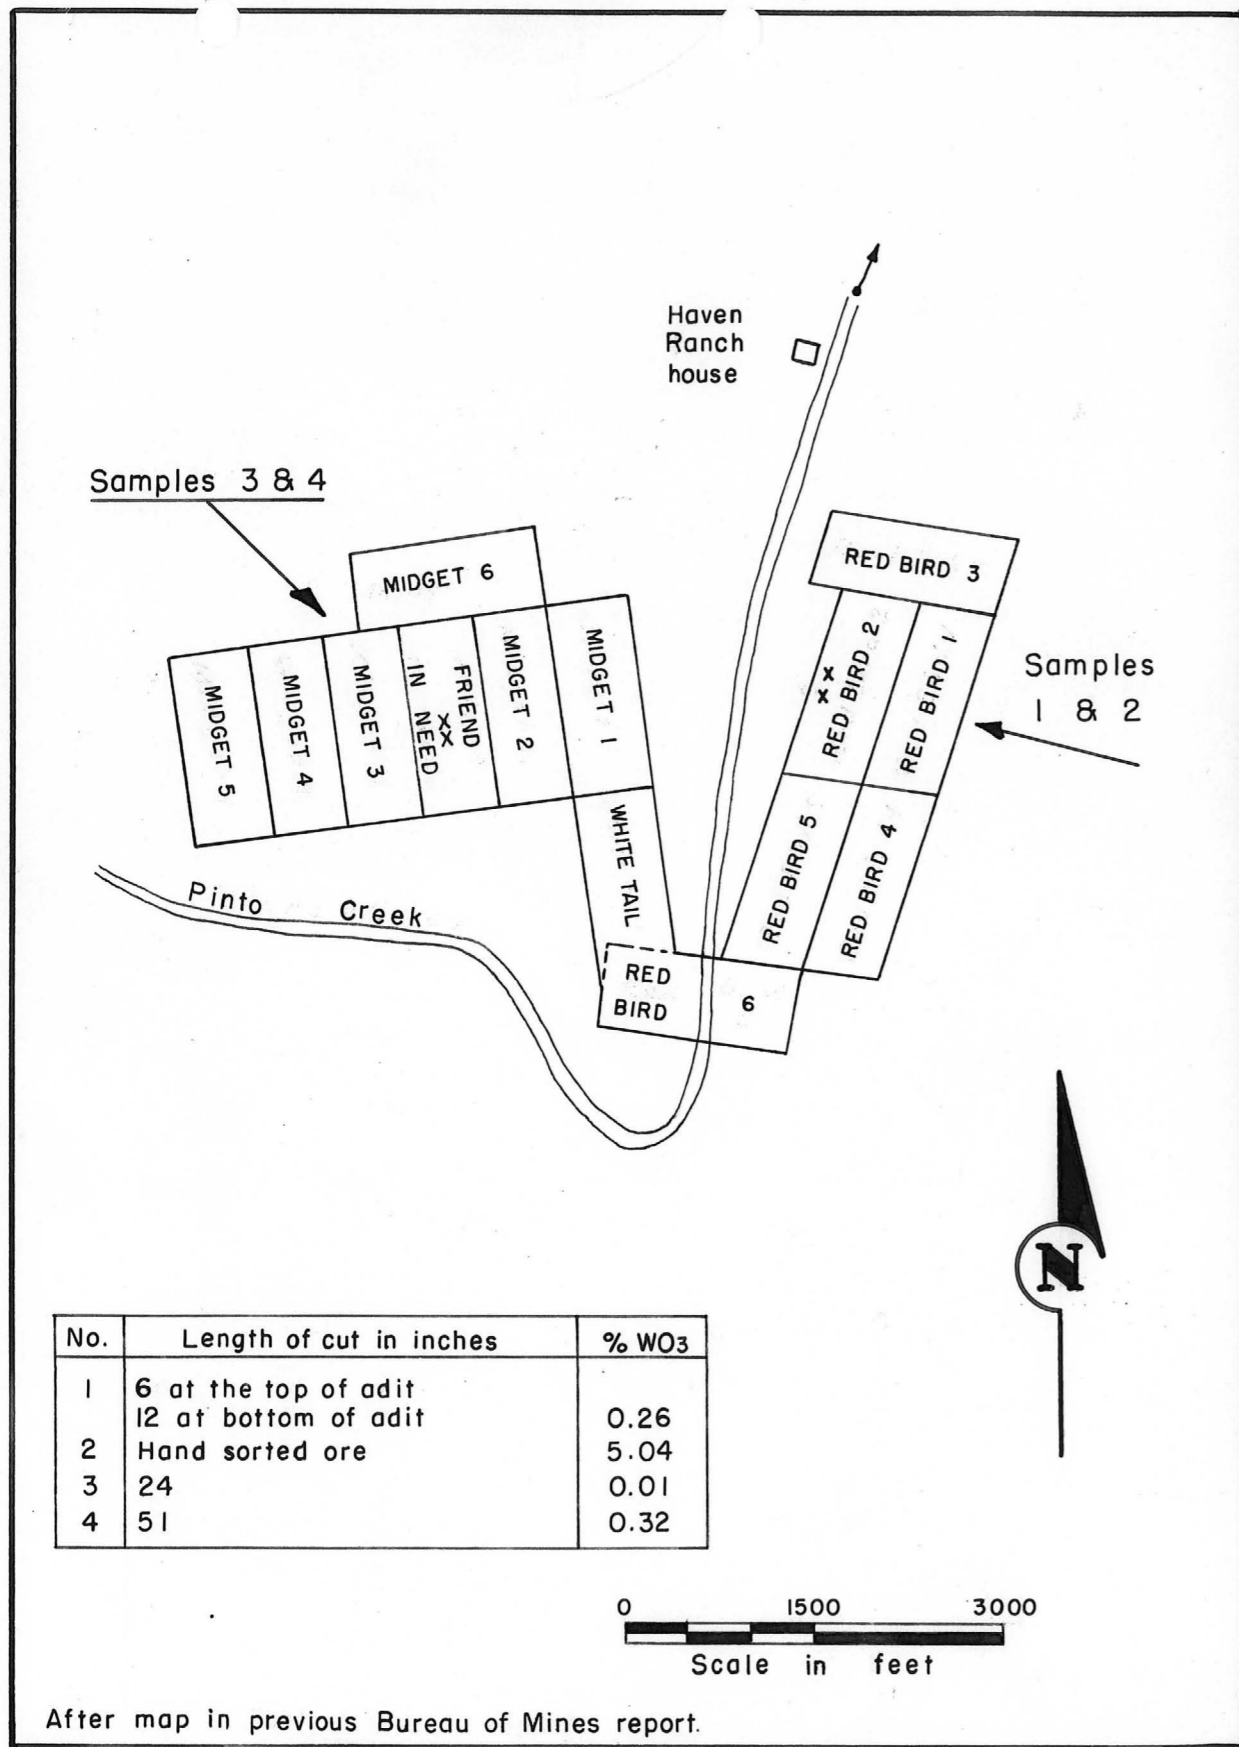 Haven
Ranch
house
Samples 3 & 4
MIDGET 6
RED BIRD 3
MIDGET 5
MIDGET 4
MIDGET 3
FRIEND
IN NEED
XX
MIDGET 2
MIDGET 1
RED BIRD 2
XX
RED BIRD 1
Samples
1 & 2
WHITE TAIL
RED BIRD 5
RED BIRD 4
Pinto Creek
RED
BIRD 6
N
No. Length of cut in inches % WO3
1 6 at the top of adit
12 at bottom of adit 0.26
2 Hand sorted ore 5.04
3 24 0.01
4 51 0.32
0 1500 3000
Scale in feet
After map in previous Bureau of Mines report.